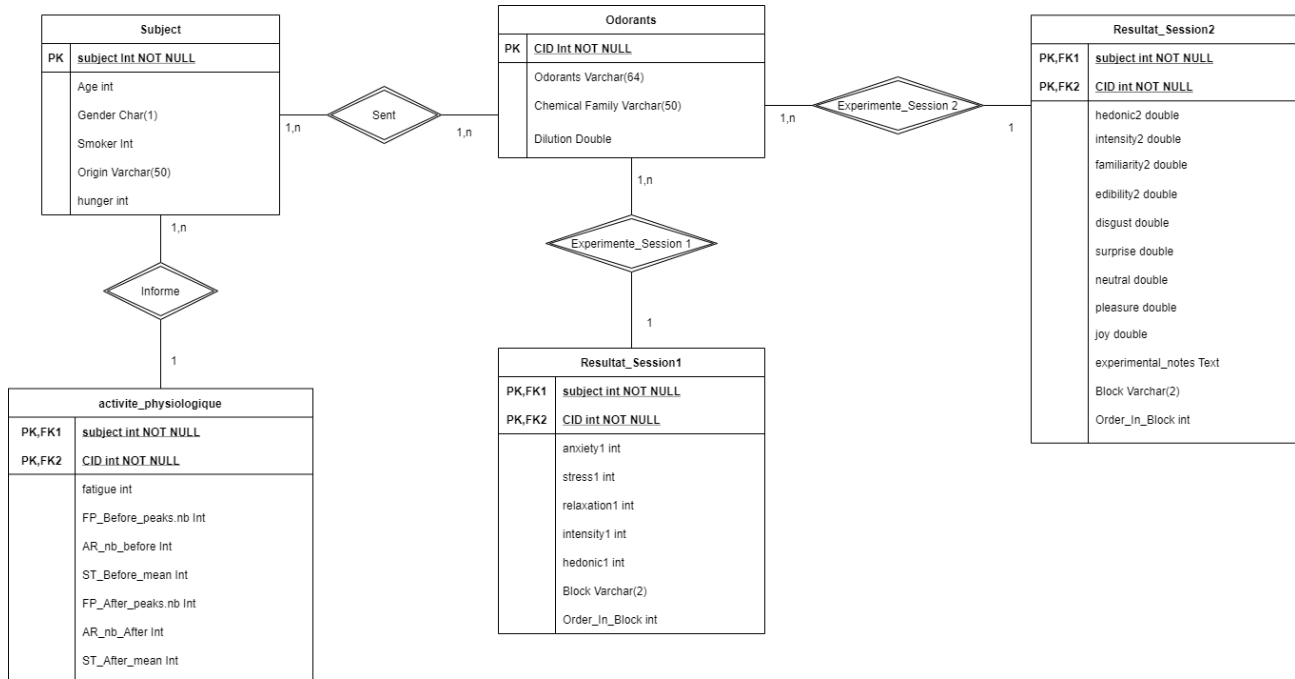 Subject
PK subject Int NOT NULL
Age int
Gender Char(1)
Smoker Int
Origin Varchar(50)
hunger int
1,n
Sent
1,n
Odorants
PK CID Int NOT NULL
Odorants Varchar(64)
Chemical Family Varchar(50)
Dilution Double
1,n
Experimente_Session 2
1
Resultat_Session2
PK,FK1 subject int NOT NULL
PK,FK2 CID int NOT NULL
hedonic2 double
intensity2 double
familiarity2 double
edibility2 double
disgust double
surprise double
neutral double
pleasure double
joy double
experimental_notes Text
Block Varchar(2)
Order_In_Block int
1,n
Informe
1
activite_physiologique
PK,FK1 subject int NOT NULL
PK,FK2 CID int NOT NULL
fatigue int
FP_Before_peaks.nb Int
AR_nb_before Int
ST_Before_mean Int
FP_After_peaks.nb Int
AR_nb_After Int
ST_After_mean Int
1,n
Experimente_Session 1
1
Resultat_Session1
PK,FK1 subject int NOT NULL
PK,FK2 CID int NOT NULL
anxiety1 int
stress1 int
relaxation1 int
intensity1 int
hedonic1 int
Block Varchar(2)
Order_In_Block int